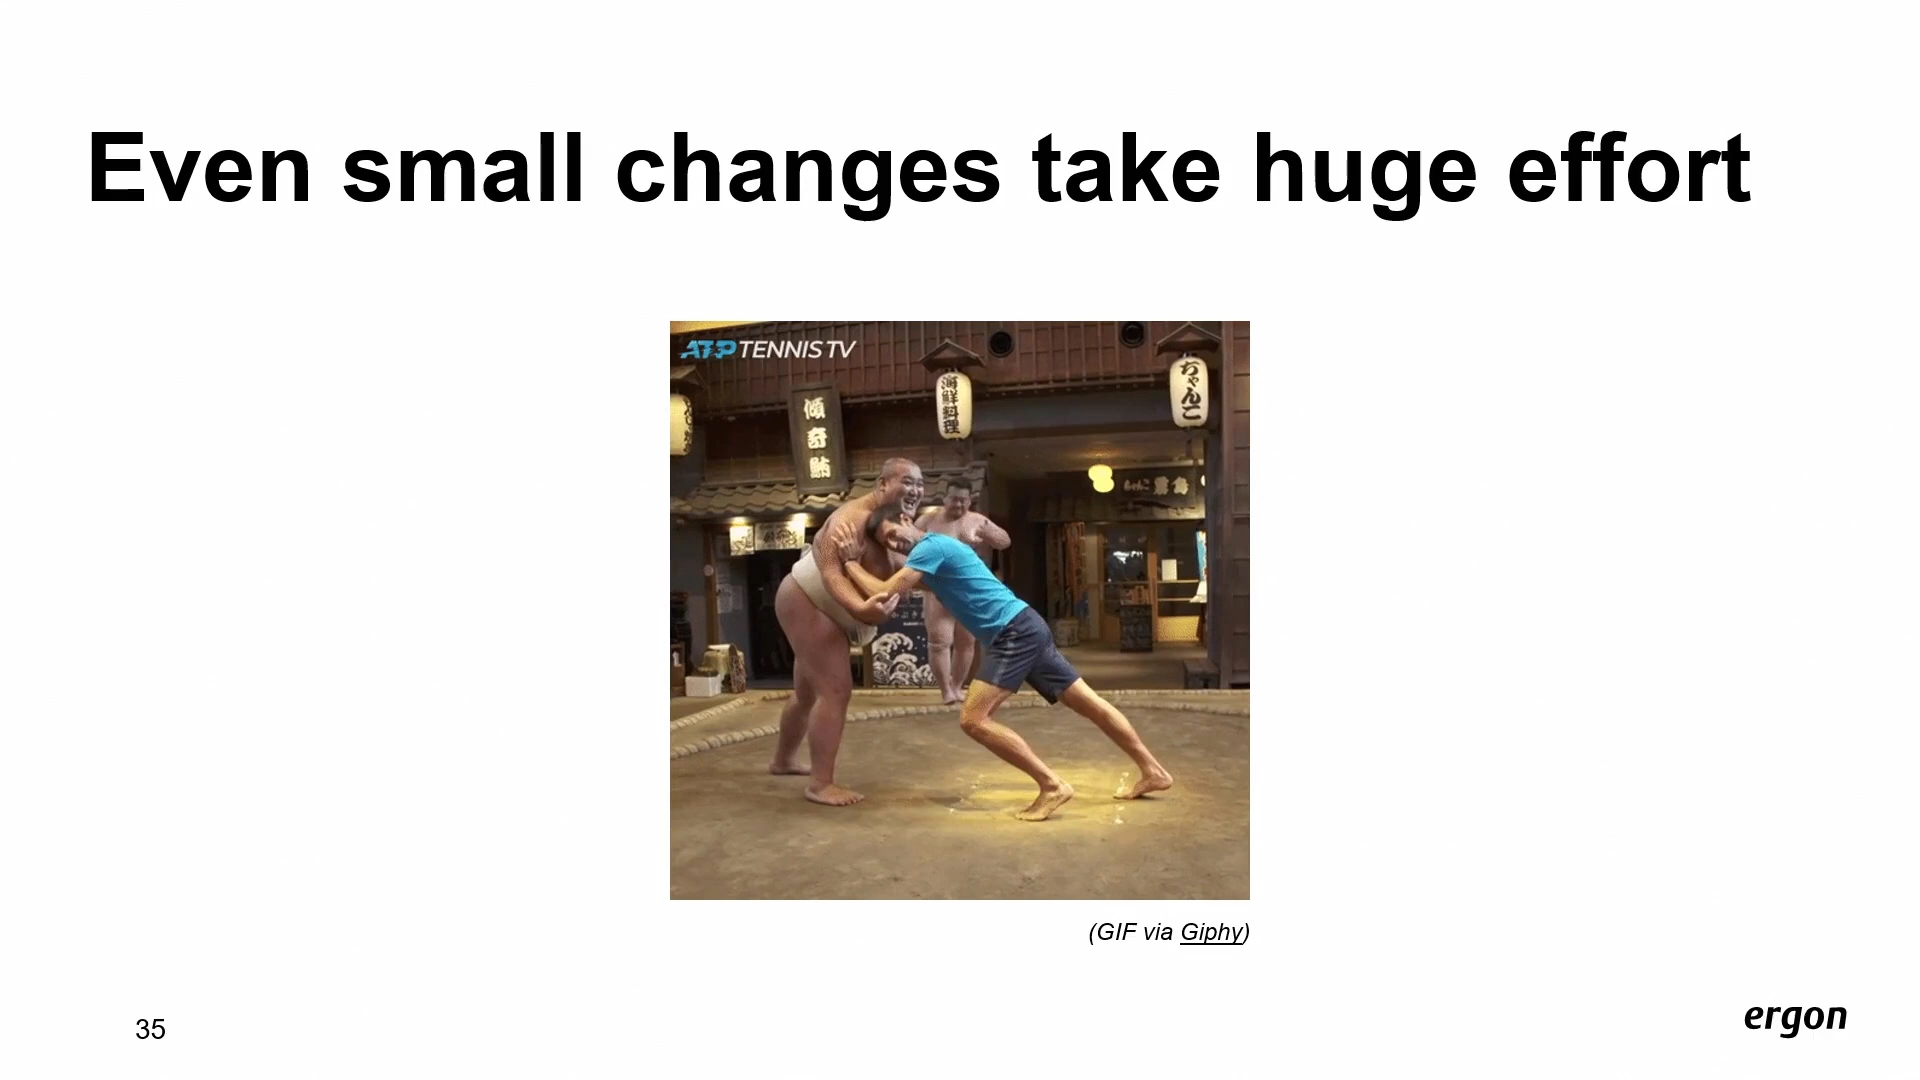 Even small changes take huge effort
ATP TENNIS TV
海鮮料理
ちゃんこ
傾奇鮨
(GIF via Giphy)
35
ergon